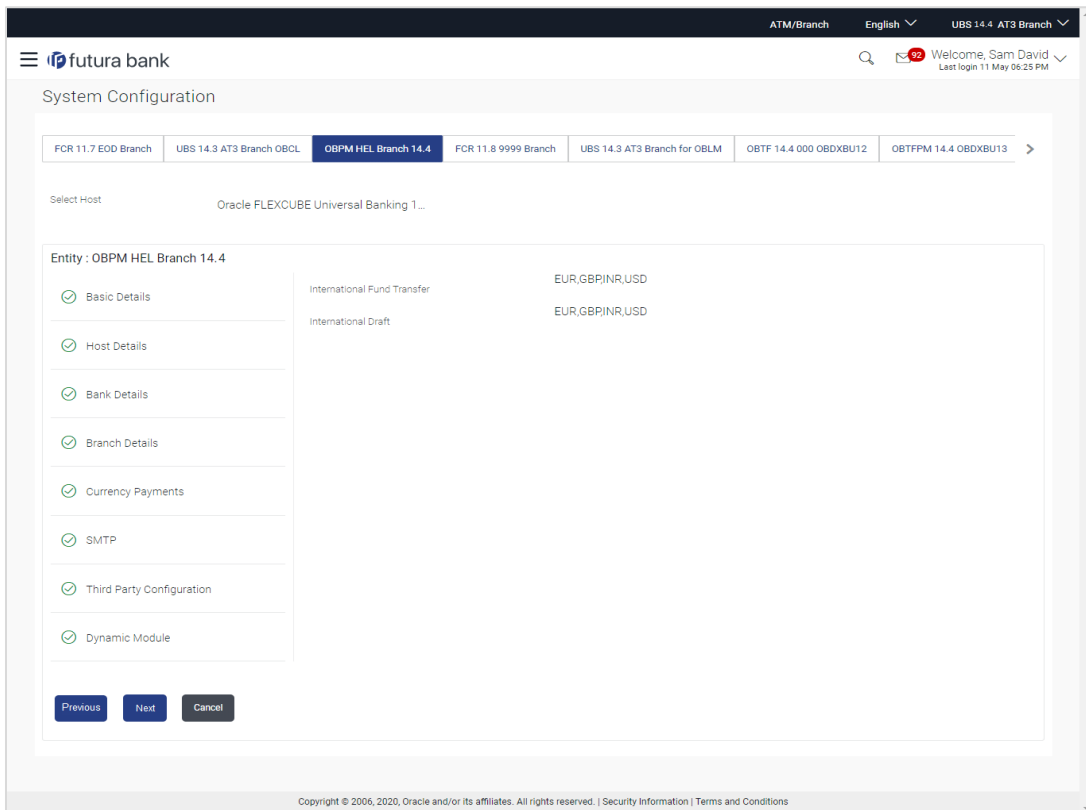 ATM/Branch English UBS 14.4 AT3 Branch
futura bank 92 Welcome, Sam David
Last login 11 May 06:25 PM
System Configuration
FCR 11.7 EOD Branch UBS 14.3 AT3 Branch OBCL OBPM HEL Branch 14.4 FCR 11.8 9999 Branch UBS 14.3 AT3 Branch for OBLM OBTF 14.4 000 OBDXBU12 OBTFPM 14.4 OBDXBU13
Select Host Oracle FLEXCUBE Universal Banking 1...
Entity : OBPM HEL Branch 14.4
Basic Details
Host Details
Bank Details
Branch Details
Currency Payments
SMTP
Third Party Configuration
Dynamic Module
International Fund Transfer EUR,GBP,INR,USD
International Draft EUR,GBP,INR,USD
Previous Next Cancel
Copyright © 2006, 2020, Oracle and/or its affiliates. All rights reserved. | Security Information | Terms and Conditions